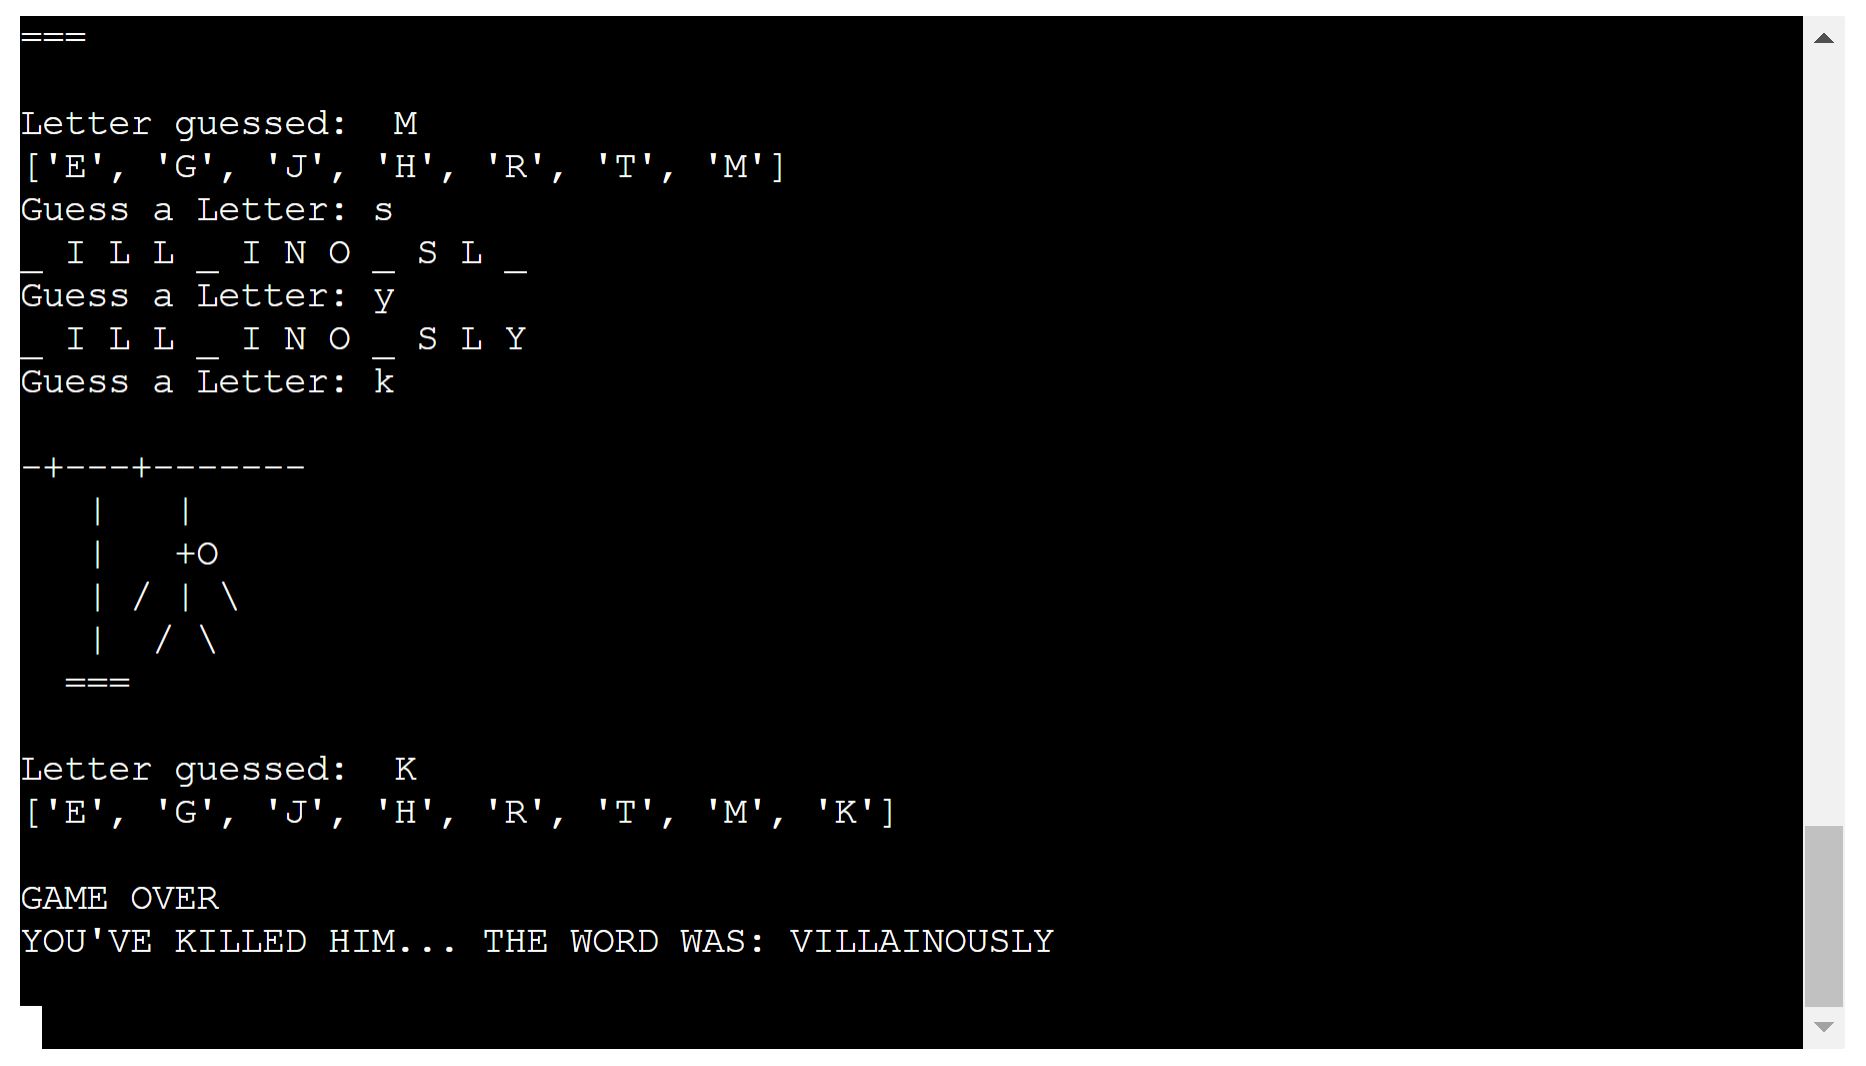 ===
Letter guessed:  M
['E', 'G', 'J', 'H', 'R', 'T', 'M']
Guess a Letter: s
_ I L L _ I N O _ S L _
Guess a Letter: y
_ I L L _ I N O _ S L Y
Guess a Letter: k
-+---+-------
   |   |
   |   +O
   | / | \
   |  / \
  ===
Letter guessed:  K
['E', 'G', 'J', 'H', 'R', 'T', 'M', 'K']
GAME OVER
YOU'VE KILLED HIM... THE WORD WAS: VILLAINOUSLY